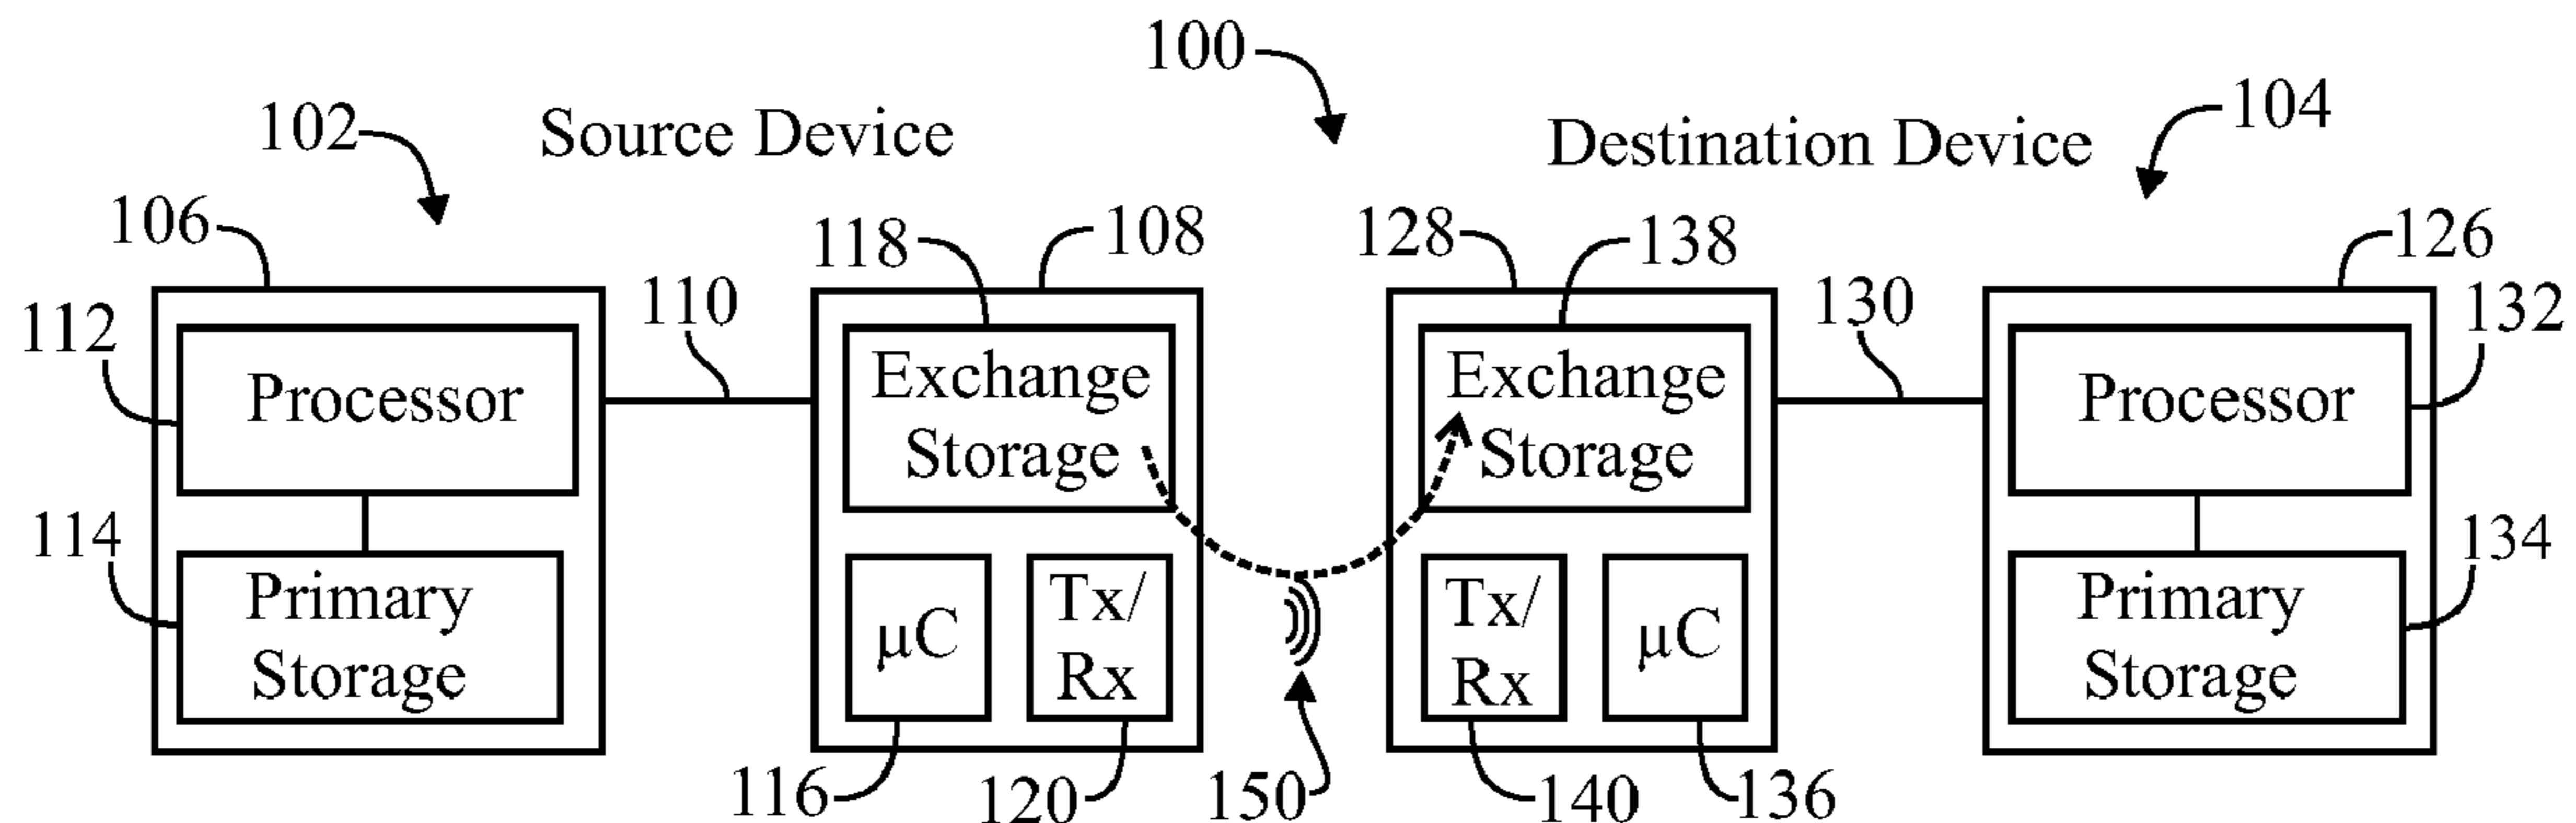 100
102
Source Device
Destination Device
104
106
118
108
128
138
126
112
110
130
132
Processor
Exchange
Storage
Exchange
Storage
Processor
114
134
Primary
Storage
μC
Tx/
Rx
Tx/
Rx
μC
Primary
Storage
116
120
150
140
136